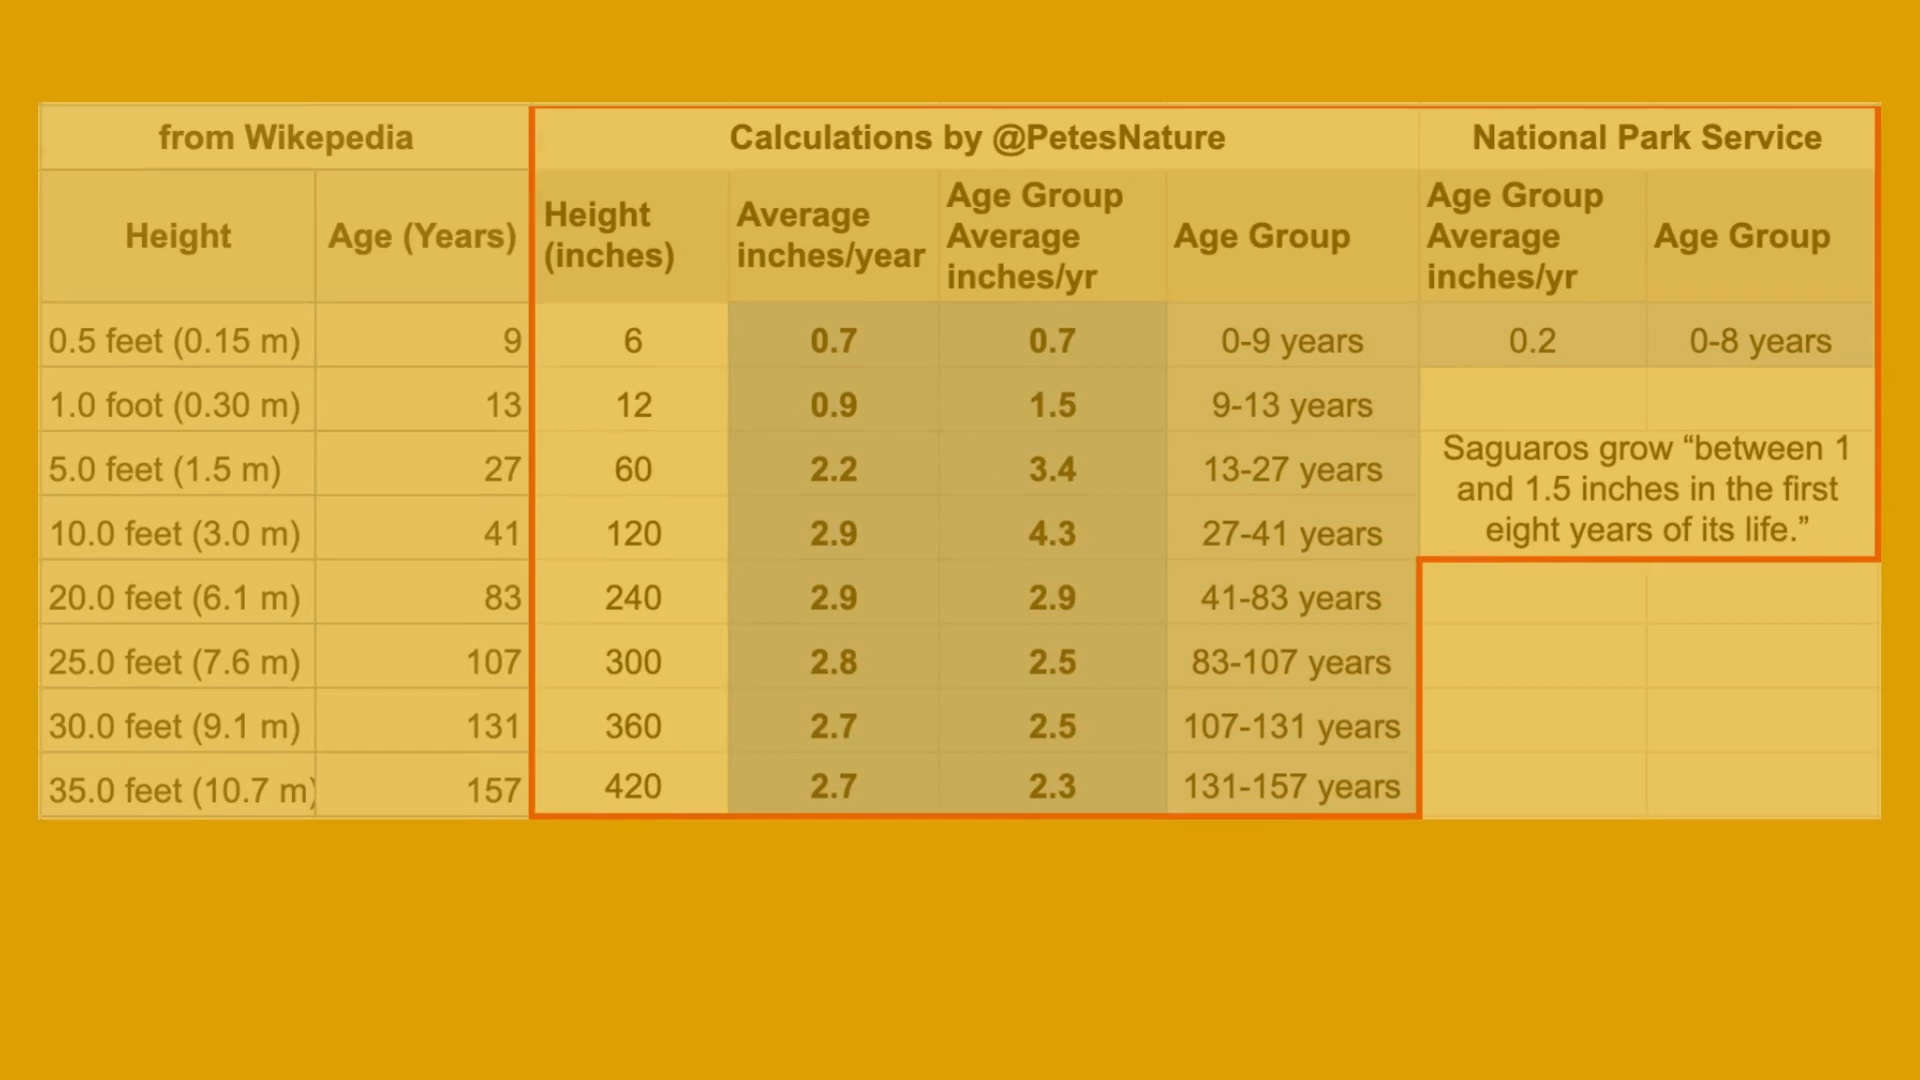 from Wikepedia Calculations by @PetesNature National Park Service
Height Age (Years) Height (inches) Average inches/year Age Group Average inches/yr Age Group Age Group Average inches/yr Age Group
0.5 feet (0.15 m) 9 6 0.7 0.7 0-9 years 0.2 0-8 years
1.0 foot (0.30 m) 13 12 0.9 1.5 9-13 years
5.0 feet (1.5 m) 27 60 2.2 3.4 13-27 years
10.0 feet (3.0 m) 41 120 2.9 4.3 27-41 years
Saguaros grow “between 1
and 1.5 inches in the first
eight years of its life.”
20.0 feet (6.1 m) 83 240 2.9 2.9 41-83 years
25.0 feet (7.6 m) 107 300 2.8 2.5 83-107 years
30.0 feet (9.1 m) 131 360 2.7 2.5 107-131 years
35.0 feet (10.7 m) 157 420 2.7 2.3 131-157 years